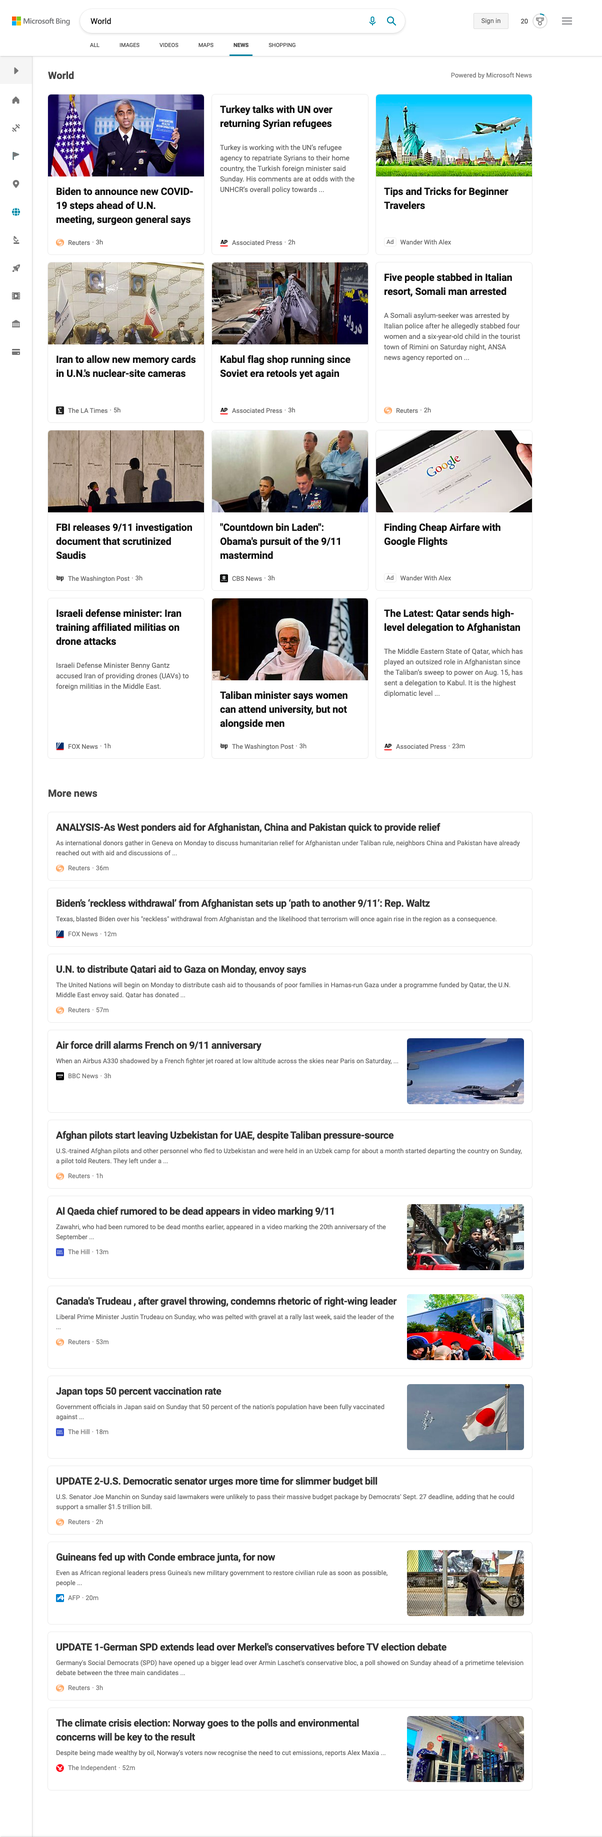 Microsoft Bing
World
Sign in
20
ALL
IMAGES
VIDEOS
MAPS
NEWS
SHOPPING
World
Powered by Microsoft News
Biden to announce new COVID-
19 steps ahead of U.N.
meeting, surgeon general says
Reuters · 3h
Turkey talks with UN over
returning Syrian refugees
Turkey is working with the UN's refugee
agency to repatriate Syrians to their home
country, the Turkish foreign minister said
Sunday. His comments are at odds with the
UNHCR's overall policy towards ...
AP
Associated Press · 2h
Tips and Tricks for Beginner
Travelers
Ad
Wander With Alex
Iran to allow new memory cards
in U.N.'s nuclear-site cameras
The LA Times · 5h
Kabul flag shop running since
Soviet era retools yet again
AP
Associated Press · 3h
Five people stabbed in Italian
resort, Somali man arrested
A Somali asylum-seeker was arrested by
Italian police after he allegedly stabbed four
women and a six-year-old child in the tourist
town of Rimini on Saturday night, ANSA
news agency reported on ...
Reuters · 2h
FBI releases 9/11 investigation
document that scrutinized
Saudis
wp
The Washington Post · 3h
"Countdown bin Laden":
Obama's pursuit of the 9/11
mastermind
CBS News · 3h
Google
Finding Cheap Airfare with
Google Flights
Ad
Wander With Alex
Israeli defense minister: Iran
training affiliated militias on
drone attacks
Israeli Defense Minister Benny Gantz
accused Iran of providing drones (UAVs) to
foreign militias in the Middle East.
FOX News · 1h
Taliban minister says women
can attend university, but not
alongside men
wp
The Washington Post · 3h
The Latest: Qatar sends high-
level delegation to Afghanistan
The Middle Eastern State of Qatar, which has
played an outsized role in Afghanistan since
the Taliban's sweep to power on Aug. 15, has
sent a delegation to Kabul. It is the highest
diplomatic level ...
AP
Associated Press · 23m
More news
ANALYSIS-As West ponders aid for Afghanistan, China and Pakistan quick to provide relief
As international donors gather in Geneva on Monday to discuss humanitarian relief for Afghanistan under Taliban rule, neighbors China and Pakistan have already
reached out with aid and discussions of ...
Reuters · 36m
Biden's 'reckless withdrawal' from Afghanistan sets up 'path to another 9/11': Rep. Waltz
Texas, blasted Biden over his "reckless" withdrawal from Afghanistan and the likelihood that terrorism will once again rise in the region as a consequence.
FOX News · 12m
U.N. to distribute Qatari aid to Gaza on Monday, envoy says
The United Nations will begin on Monday to distribute cash aid to thousands of poor families in Hamas-run Gaza under a programme funded by Qatar, the U.N.
Middle East envoy said. Qatar has donated ...
Reuters · 57m
Air force drill alarms French on 9/11 anniversary
When an Airbus A330 shadowed by a French fighter jet roared at low altitude across the skies near Paris on Saturday, ...
BBC News · 3h
Afghan pilots start leaving Uzbekistan for UAE, despite Taliban pressure-source
U.S.-trained Afghan pilots and other personnel who fled to Uzbekistan and were held in an Uzbek camp for about a month started departing the country on Sunday,
a pilot told Reuters. They left under a ...
Reuters · 1h
Al Qaeda chief rumored to be dead appears in video marking 9/11
Zawahri, who had been rumored to be dead months earlier, appeared in a video marking the 20th anniversary of the
September ...
The Hill · 13m
Canada's Trudeau , after gravel throwing, condemns rhetoric of right-wing leader
Liberal Prime Minister Justin Trudeau on Sunday, who was pelted with gravel at a rally last week, said the leader of the
...
Reuters · 53m
Japan tops 50 percent vaccination rate
Government officials in Japan said on Sunday that 50 percent of the nation's population have been fully vaccinated
against ...
The Hill · 18m
UPDATE 2-U.S. Democratic senator urges more time for slimmer budget bill
U.S. Senator Joe Manchin on Sunday said lawmakers were unlikely to pass their massive budget package by Democrats' Sept. 27 deadline, adding that he could
support a smaller $1.5 trillion bill.
Reuters · 2h
Guineans fed up with Conde embrace junta, for now
Even as African regional leaders press Guinea's new military government to restore civilian rule as soon as possible,
people ...
AFP · 20m
UPDATE 1-German SPD extends lead over Merkel's conservatives before TV election debate
Germany's Social Democrats (SPD) have opened up a bigger lead over Armin Laschet's conservative bloc, a poll showed on Sunday ahead of a primetime television
debate between the three main candidates ...
Reuters · 3h
The climate crisis election: Norway goes to the polls and environmental
concerns will be key to the result
Despite being made wealthy by oil, Norway's voters now recognise the need to cut emissions, reports Alex Maxia ...
The Independent · 52m